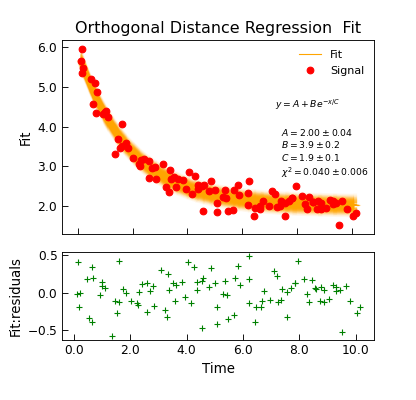 Orthogonal Distance Regression  Fit
6.0
5.0
4.0
3.0
2.0
Fit
Fit
Signal
y = A + Be^{-x/C}
A = 2.00 ± 0.04
B = 3.9 ± 0.2
C = 1.9 ± 0.1
χ² = 0.040 ± 0.006
0.5
0.0
−0.5
Fit:residuals
0.0 2.0 4.0 6.0 8.0 10.0
Time